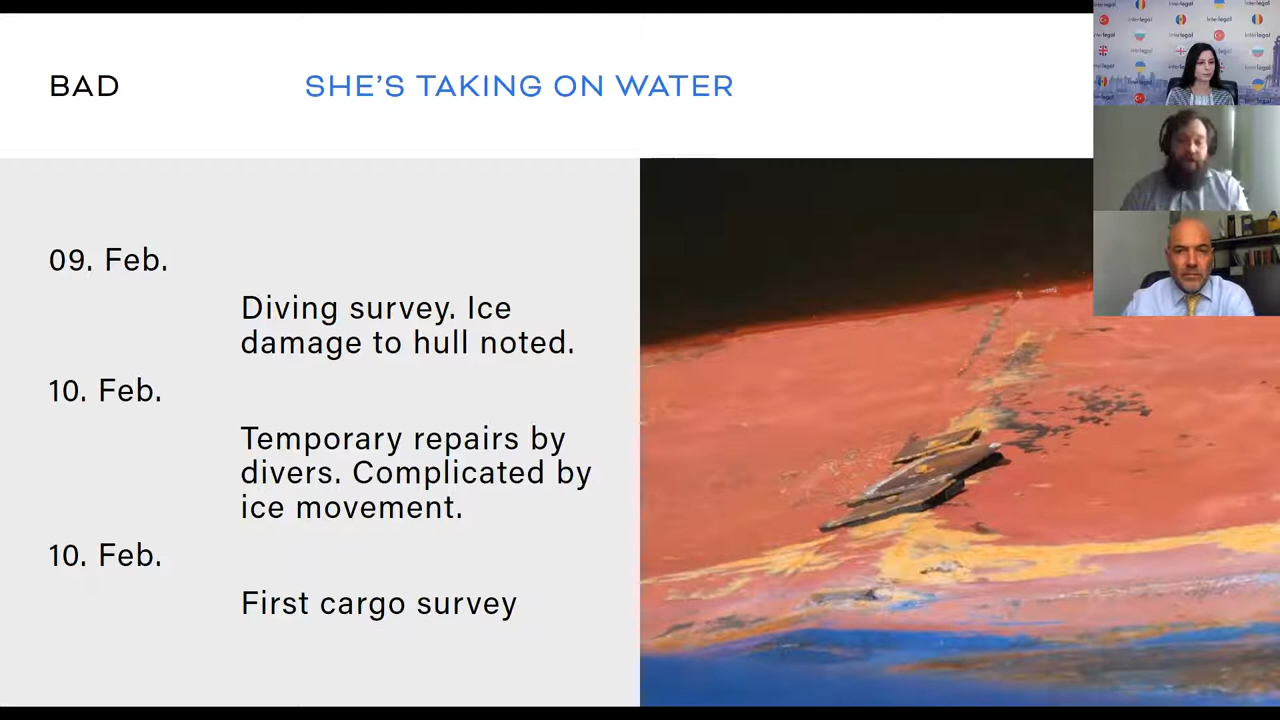 BAD
SHE'S TAKING ON WATER
09. Feb.
Diving survey. Ice
damage to hull noted.
10. Feb.
Temporary repairs by
divers. Complicated by
ice movement.
10. Feb.
First cargo survey
interlegal